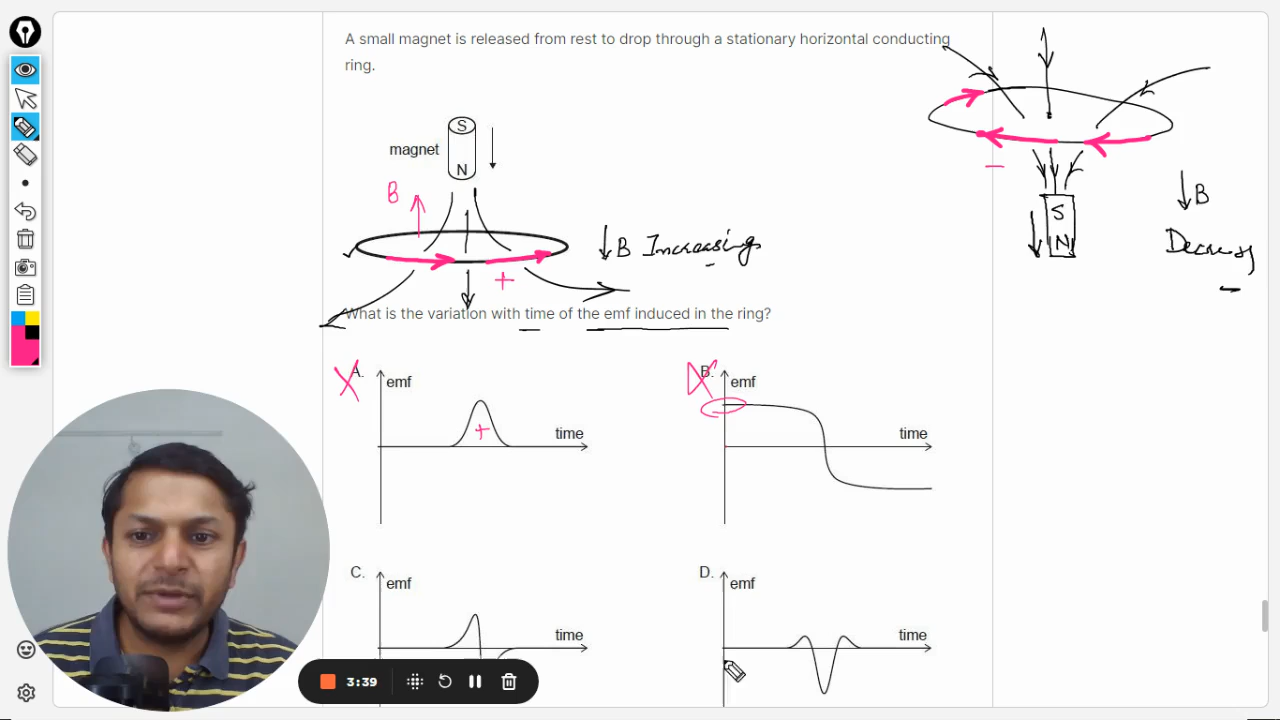 A small magnet is released from rest to drop through a stationary horizontal conducting
ring.
S
magnet
N
B
↓B Increasing
+
−
S
N
↓B
What is the variation with time of the emf induced in the ring?
A.
emf
+
time
B.
emf
time
C.
emf
time
D.
emf
time
3:39